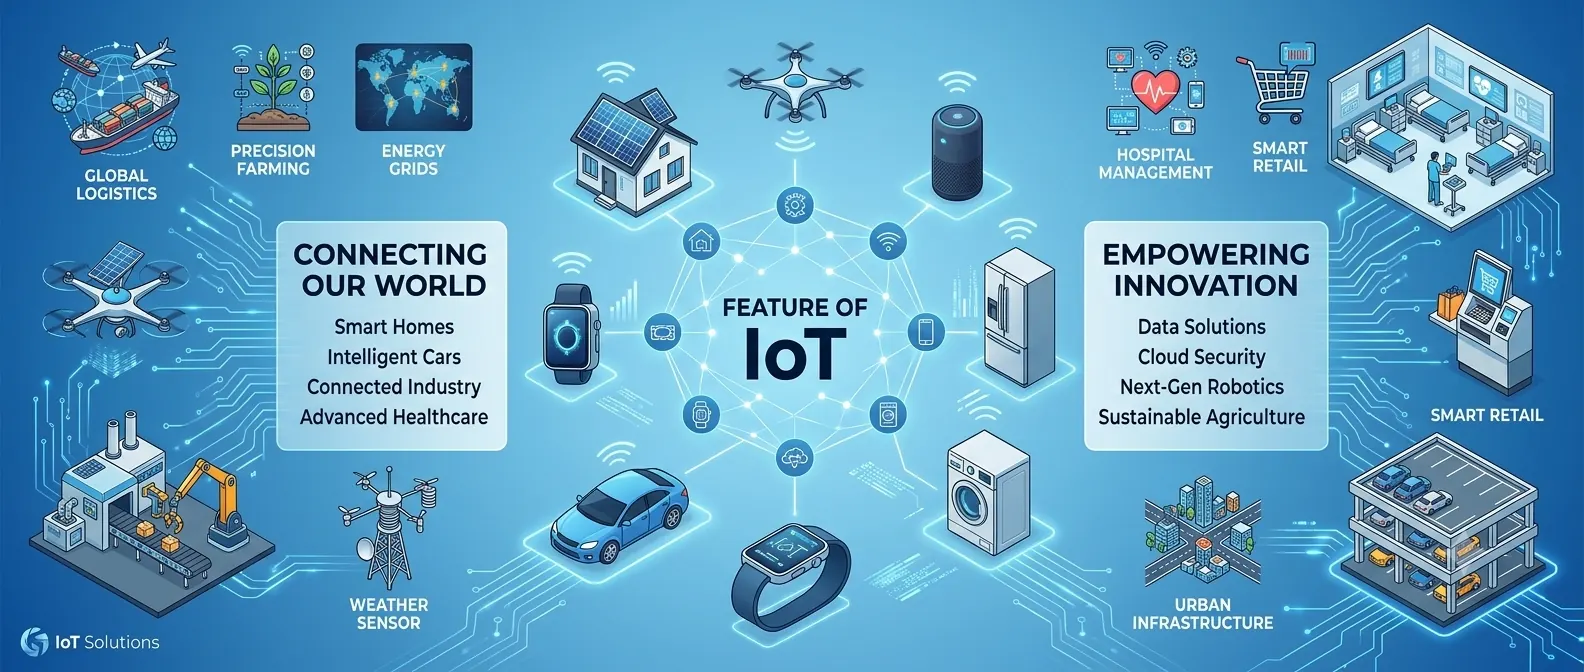 GLOBAL
LOGISTICS
PRECISION
FARMING
ENERGY
GRIDS
HOSPITAL
MANAGEMENT
SMART
RETAIL
CONNECTING
OUR WORLD
Smart Homes
Intelligent Cars
Connected Industry
Advanced Healthcare
FEATURE OF
IoT
EMPOWERING
INNOVATION
Data Solutions
Cloud Security
Next-Gen Robotics
Sustainable Agriculture
SMART RETAIL
WEATHER
SENSOR
IoT
URBAN
INFRASTRUCTURE
IoT Solutions